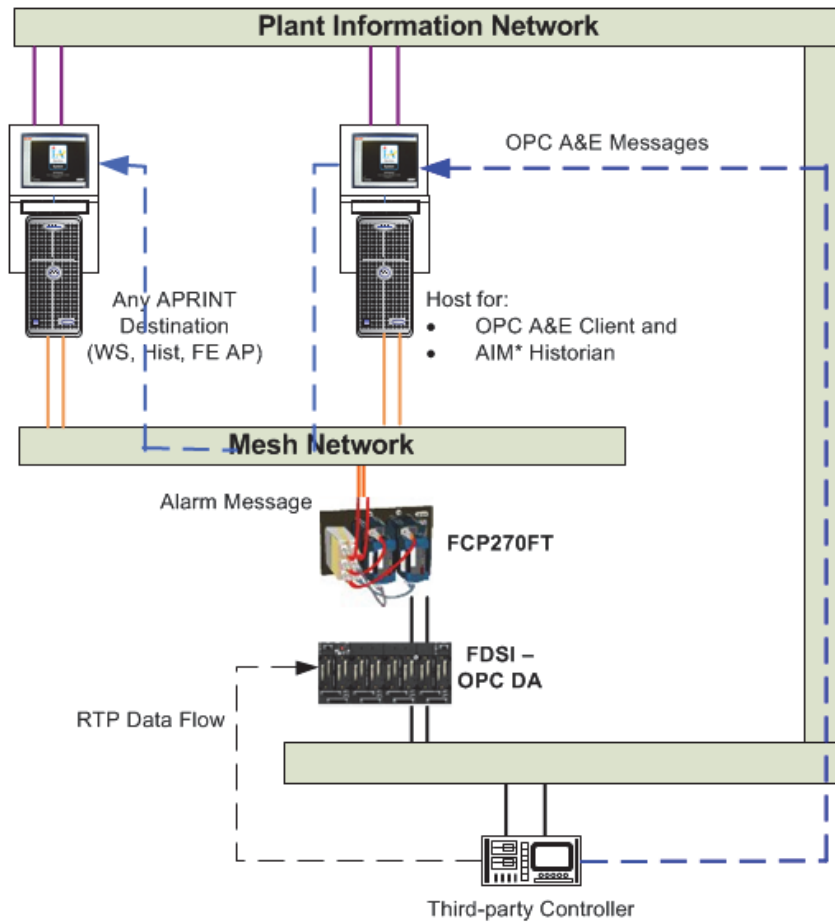 Plant Information Network
OPC A&E Messages
Any APRINT
Destination
(WS, Hist, FE AP)
Host for:
• OPC A&E Client and
• AIM* Historian
Mesh Network
Alarm Message
FCP270FT
FDSI –
OPC DA
RTP Data Flow
Third-party Controller